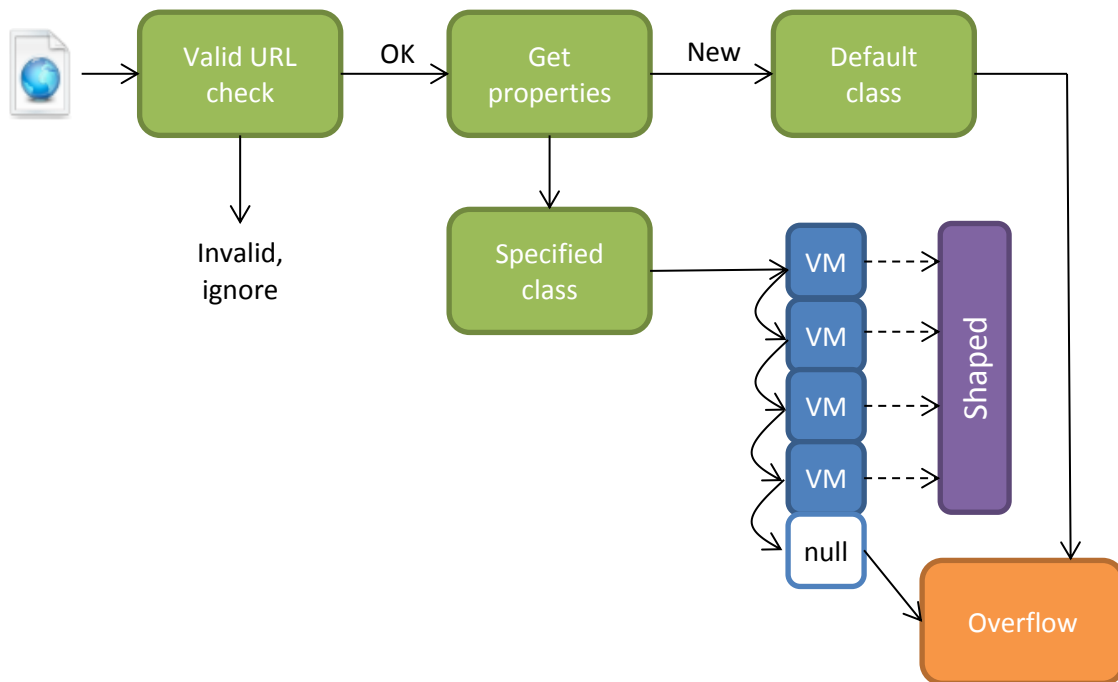 Valid URL
check
OK
Get
properties
New
Default
class
Invalid,
ignore
Specified
class
VM
VM
VM
VM
null
Shaped
Overflow